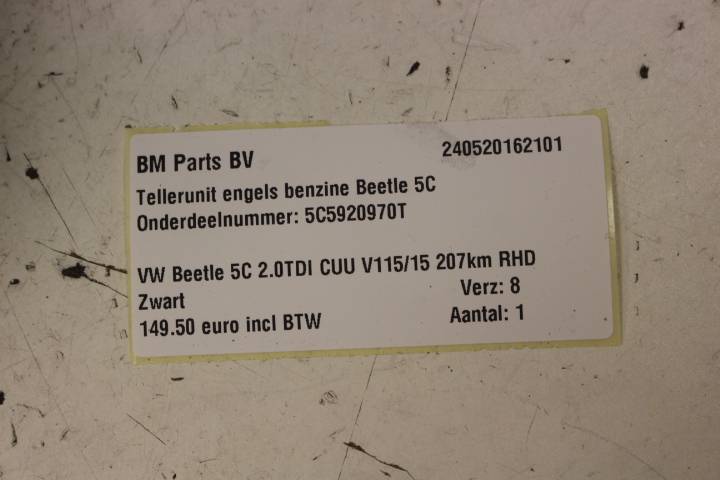 BM Parts BV 240520162101
Tellerunit engels benzine Beetle 5C
Onderdeelnummer: 5C5920970T
VW Beetle 5C 2.0TDI CUU V115/15 207km RHD
Zwart Verz: 8
149.50 euro incl BTW Aantal: 1